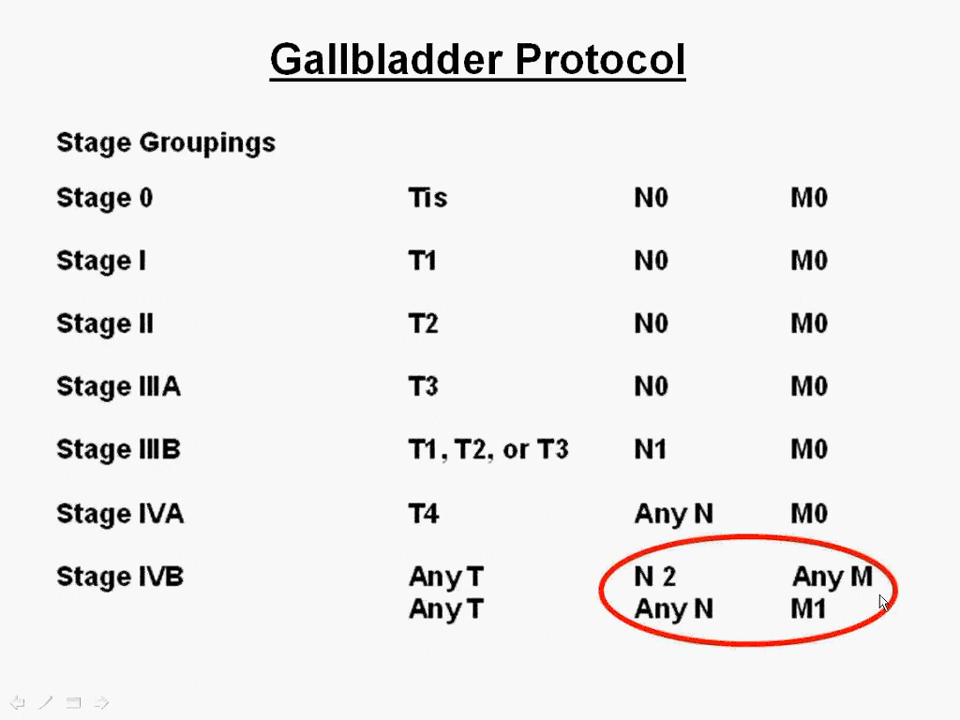 Gallbladder Protocol
Stage Groupings
Stage 0 Tis N0 M0
Stage I T1 N0 M0
Stage II T2 N0 M0
Stage IIIA T3 N0 M0
Stage IIIB T1, T2, or T3 N1 M0
Stage IVA T4 Any N M0
Stage IVB Any T N 2 Any M
Any T Any N M1